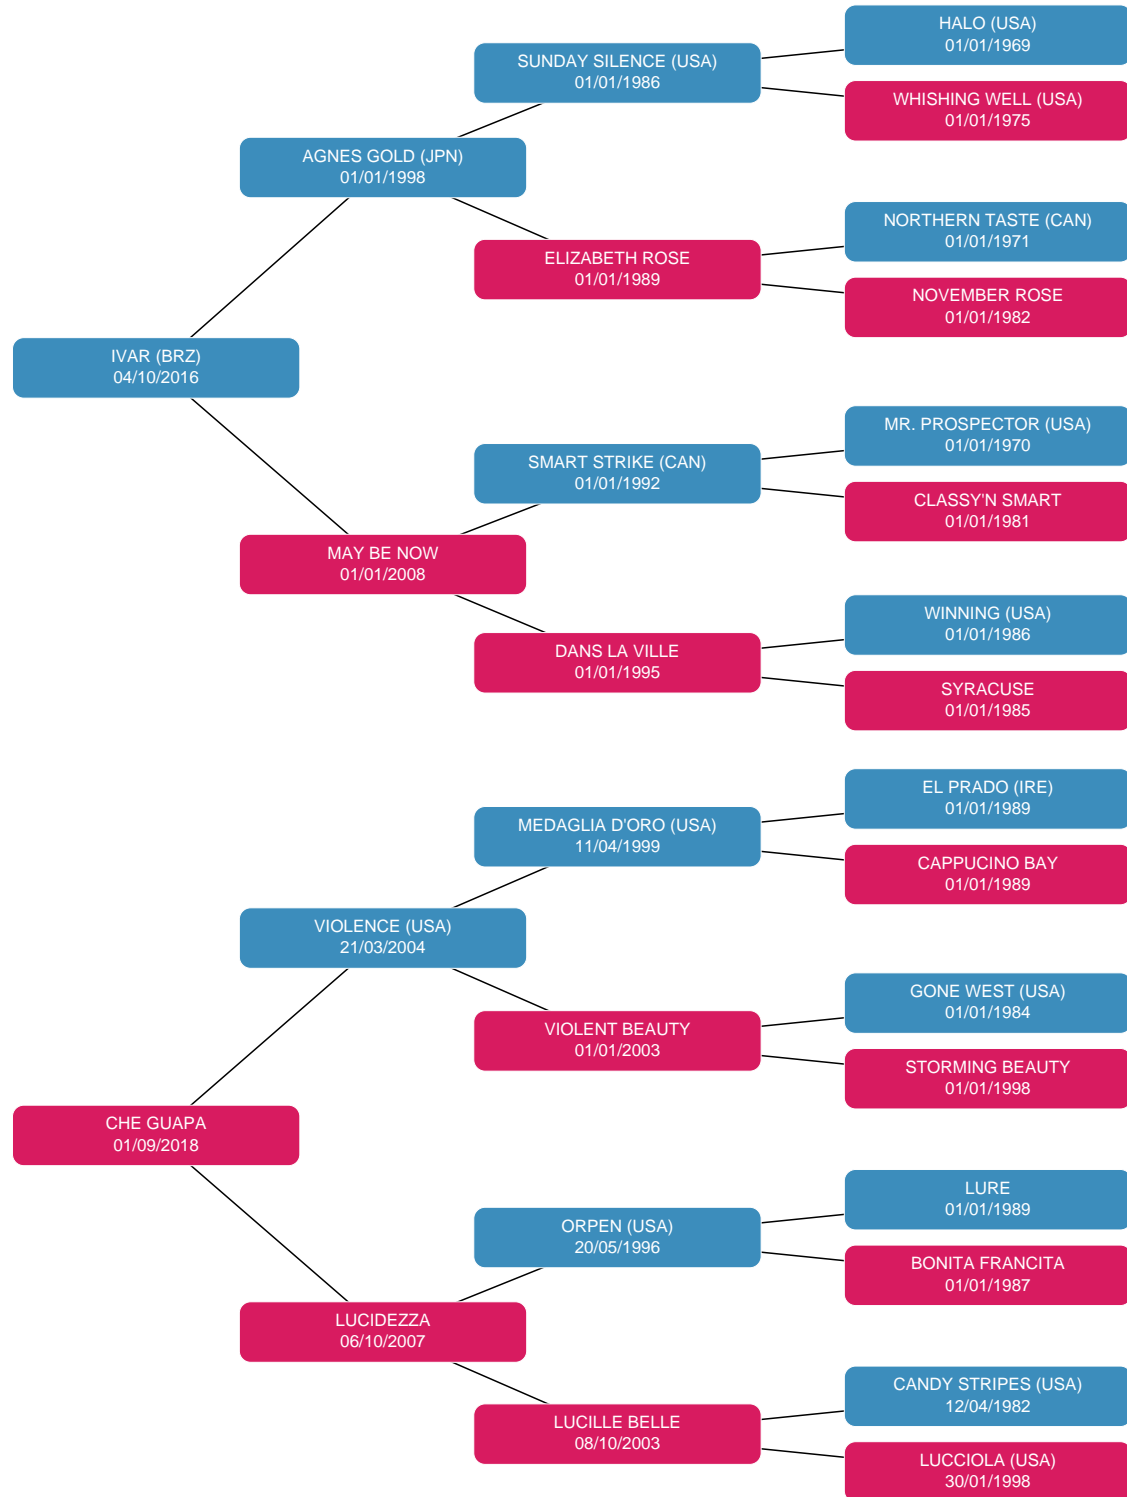 HALO (USA)
01/01/1969
SUNDAY SILENCE (USA)
01/01/1986
WHISHING WELL (USA)
01/01/1975
AGNES GOLD (JPN)
01/01/1998
NORTHERN TASTE (CAN)
01/01/1971
ELIZABETH ROSE
01/01/1989
NOVEMBER ROSE
01/01/1982
IVAR (BRZ)
04/10/2016
MR. PROSPECTOR (USA)
01/01/1970
SMART STRIKE (CAN)
01/01/1992
CLASSY'N SMART
01/01/1981
MAY BE NOW
01/01/2008
WINNING (USA)
01/01/1986
DANS LA VILLE
01/01/1995
SYRACUSE
01/01/1985
EL PRADO (IRE)
01/01/1989
MEDAGLIA D'ORO (USA)
11/04/1999
CAPPUCINO BAY
01/01/1989
VIOLENCE (USA)
21/03/2004
GONE WEST (USA)
01/01/1984
VIOLENT BEAUTY
01/01/2003
STORMING BEAUTY
01/01/1998
CHE GUAPA
01/09/2018
LURE
01/01/1989
ORPEN (USA)
20/05/1996
BONITA FRANCITA
01/01/1987
LUCIDEZZA
06/10/2007
CANDY STRIPES (USA)
12/04/1982
LUCILLE BELLE
08/10/2003
LUCCIOLA (USA)
30/01/1998